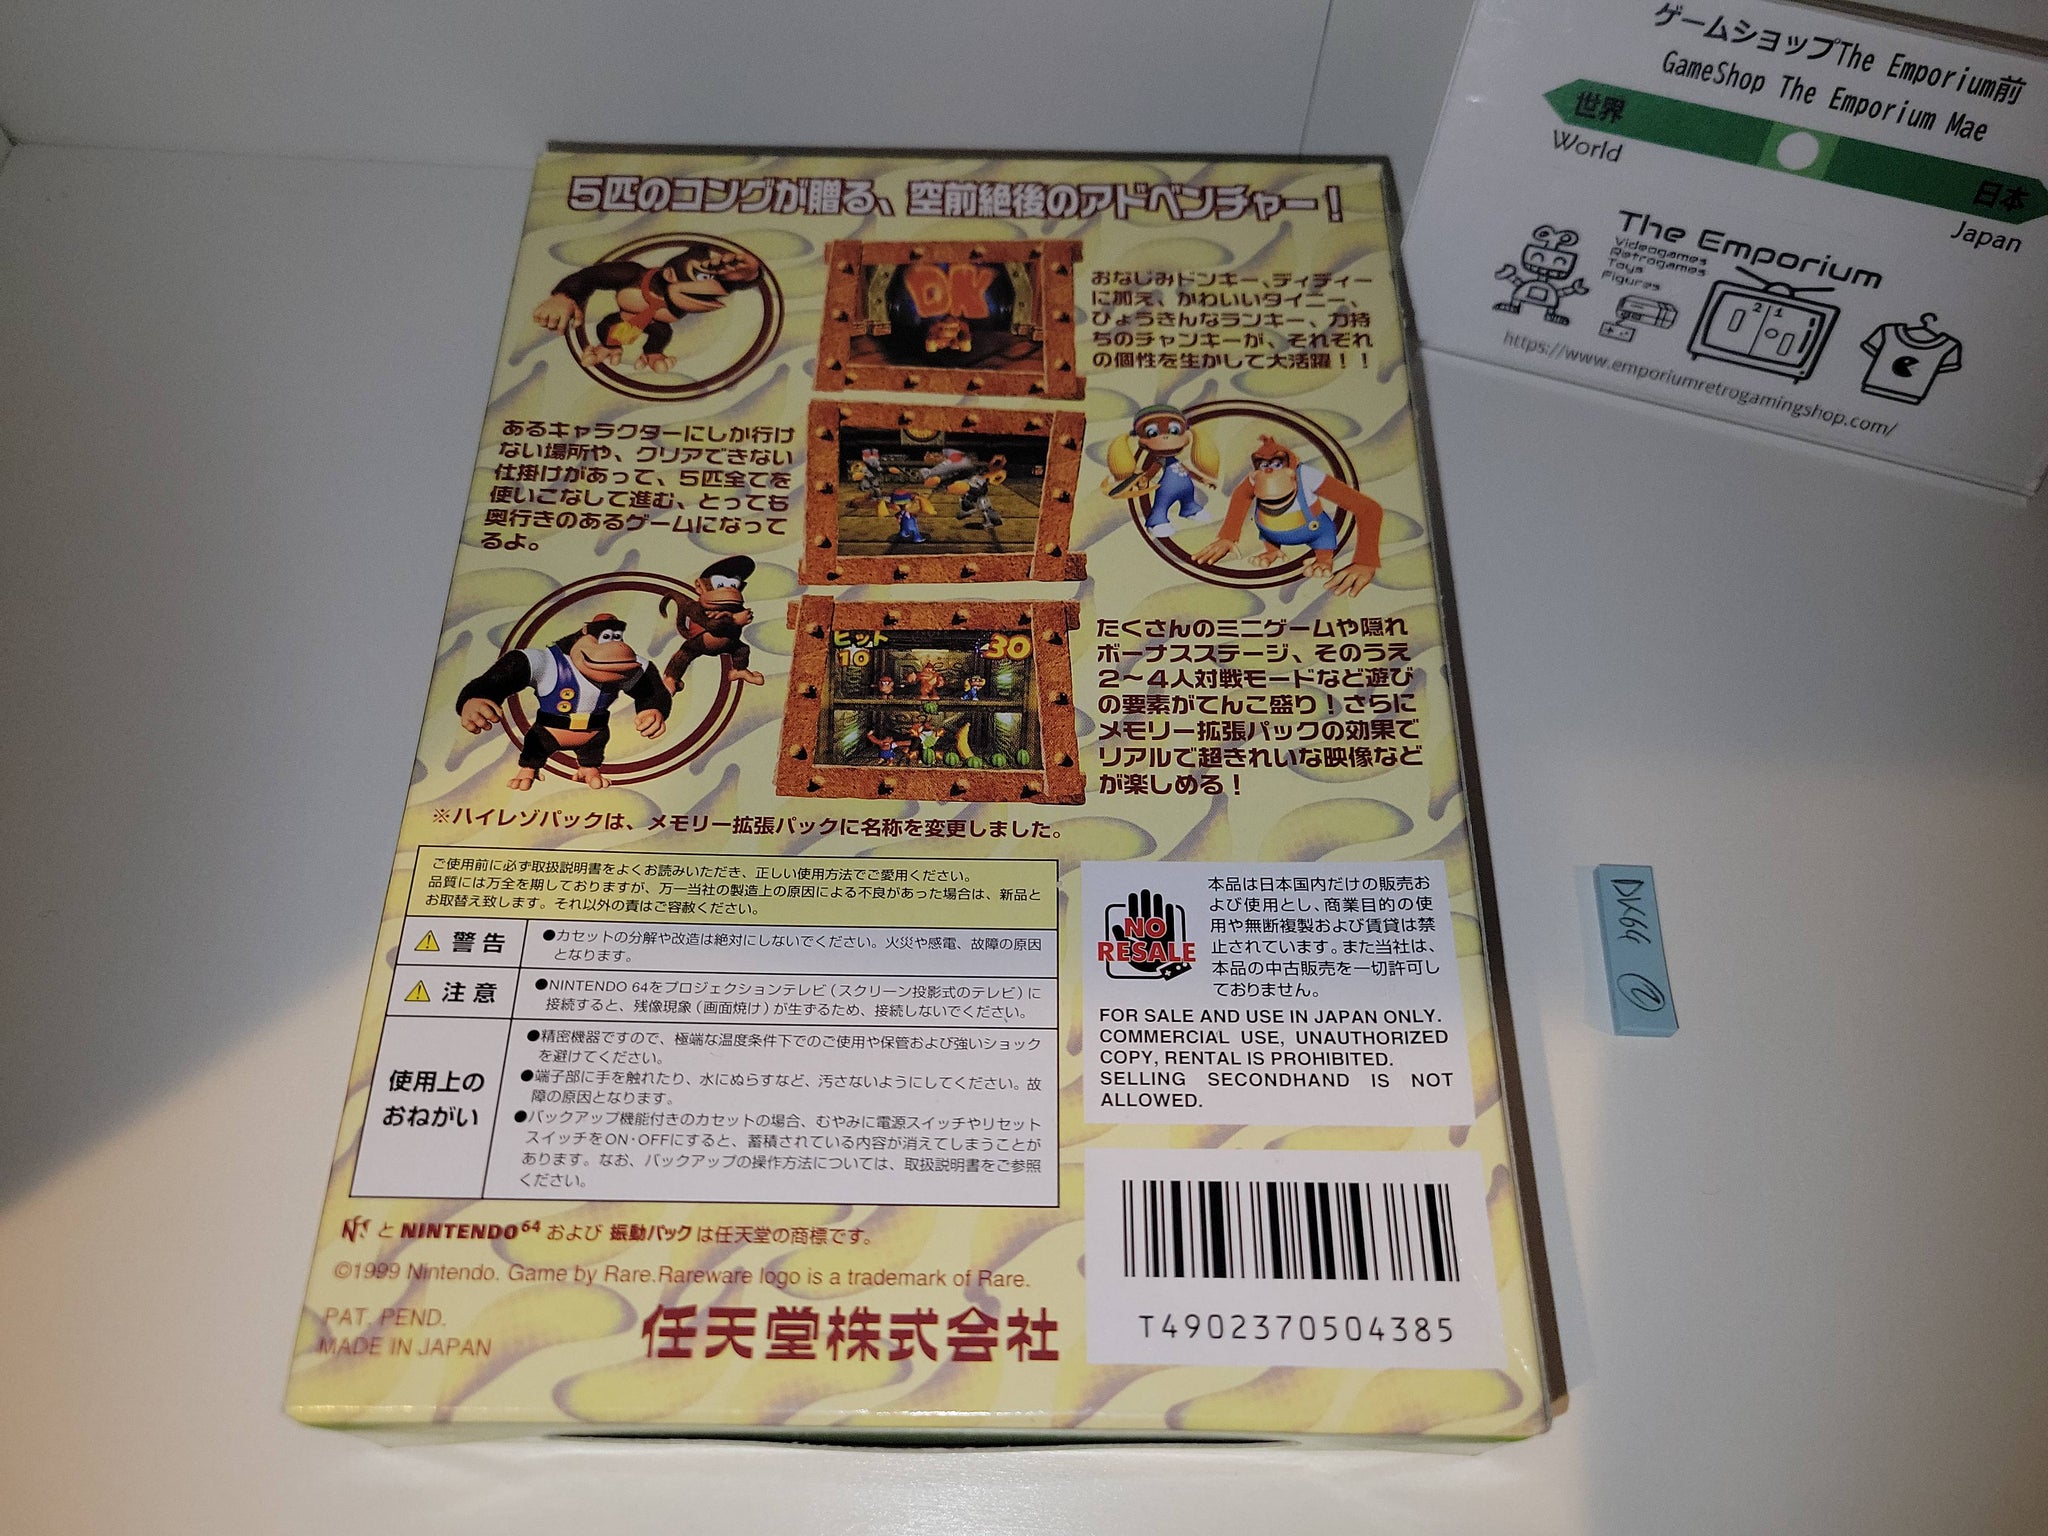 5匹のコングが贈る、空前絶後のアドベンチャー！
おなじみドンキー、ディディー
に加え、かわいいタイニー、
ひょうきんなランキー、力持
ちのチャンキーが、それぞれ
の個性を生かして大活躍！！
DK
あるキャラクターにしか行け
ない場所や、クリアできない
仕掛けがあって、5匹全てを
使いこなして進む、とっても
奥行きのあるゲームになって
るよ。
ヒット
10
30
たくさんのミニゲームや隠れ
ボーナスステージ、そのうえ
2〜4人対戦モードなど遊び
の要素がてんこ盛り！さらに
メモリー拡張パックの効果で
リアルで超きれいな映像など
が楽しめる！
※ハイレゾパックは、メモリー拡張パックに名称を変更しました。
ご使用前に必ず取扱説明書をよくお読みいただき、正しい使用方法でご愛用ください。
品質には万全を期しておりますが、万一当社の製造上の原因による不良があった場合は、新品と
お取替え致します。それ以外の責はご容赦ください。
警告
●カセットの分解や改造は絶対にしないでください。火災や感電、故障の原因
となります。
注意
●NINTENDO 64をプロジェクションテレビ（スクリーン投影式のテレビ）に
接続すると、残像現象（画面焼け）が生ずるため、接続しないでください。
使用上の
おねがい
●精密機器ですので、極端な温度条件下でのご使用や保管および強いショック
を避けてください。
●端子部に手を触れたり、水にぬらすなど、汚さないようにしてください。故
障の原因となります。
●バックアップ機能付きのカセットの場合、むやみに電源スイッチやリセット
スイッチをON・OFFにすると、蓄積されている内容が消えてしまうことが
あります。なお、バックアップの操作方法については、取扱説明書をご参照
ください。
NO
RESALE
本品は日本国内だけの販売お
よび使用とし、商業目的の使
用や無断複製および賃貸は禁
止されています。また当社は、
本品の中古販売を一切許可し
ておりません。
FOR SALE AND USE IN JAPAN ONLY.
COMMERCIAL USE, UNAUTHORIZED
COPY, RENTAL IS PROHIBITED.
SELLING SECONDHAND IS NOT
ALLOWED.
N と NINTENDO64 および 振動パック は任天堂の商標です。
©1999 Nintendo. Game by Rare.Rareware logo is a trademark of Rare.
PAT. PEND.
MADE IN JAPAN
任天堂株式会社
T4902370504385
ゲームショップThe Emporium前
GameShop The Emporium Mae
世界
日本
World
Japan
The Emporium
Videogames
Retrogames
Toys
Figures
2 1
https://www.emporiumretrogamingshop.com/
DK64
②